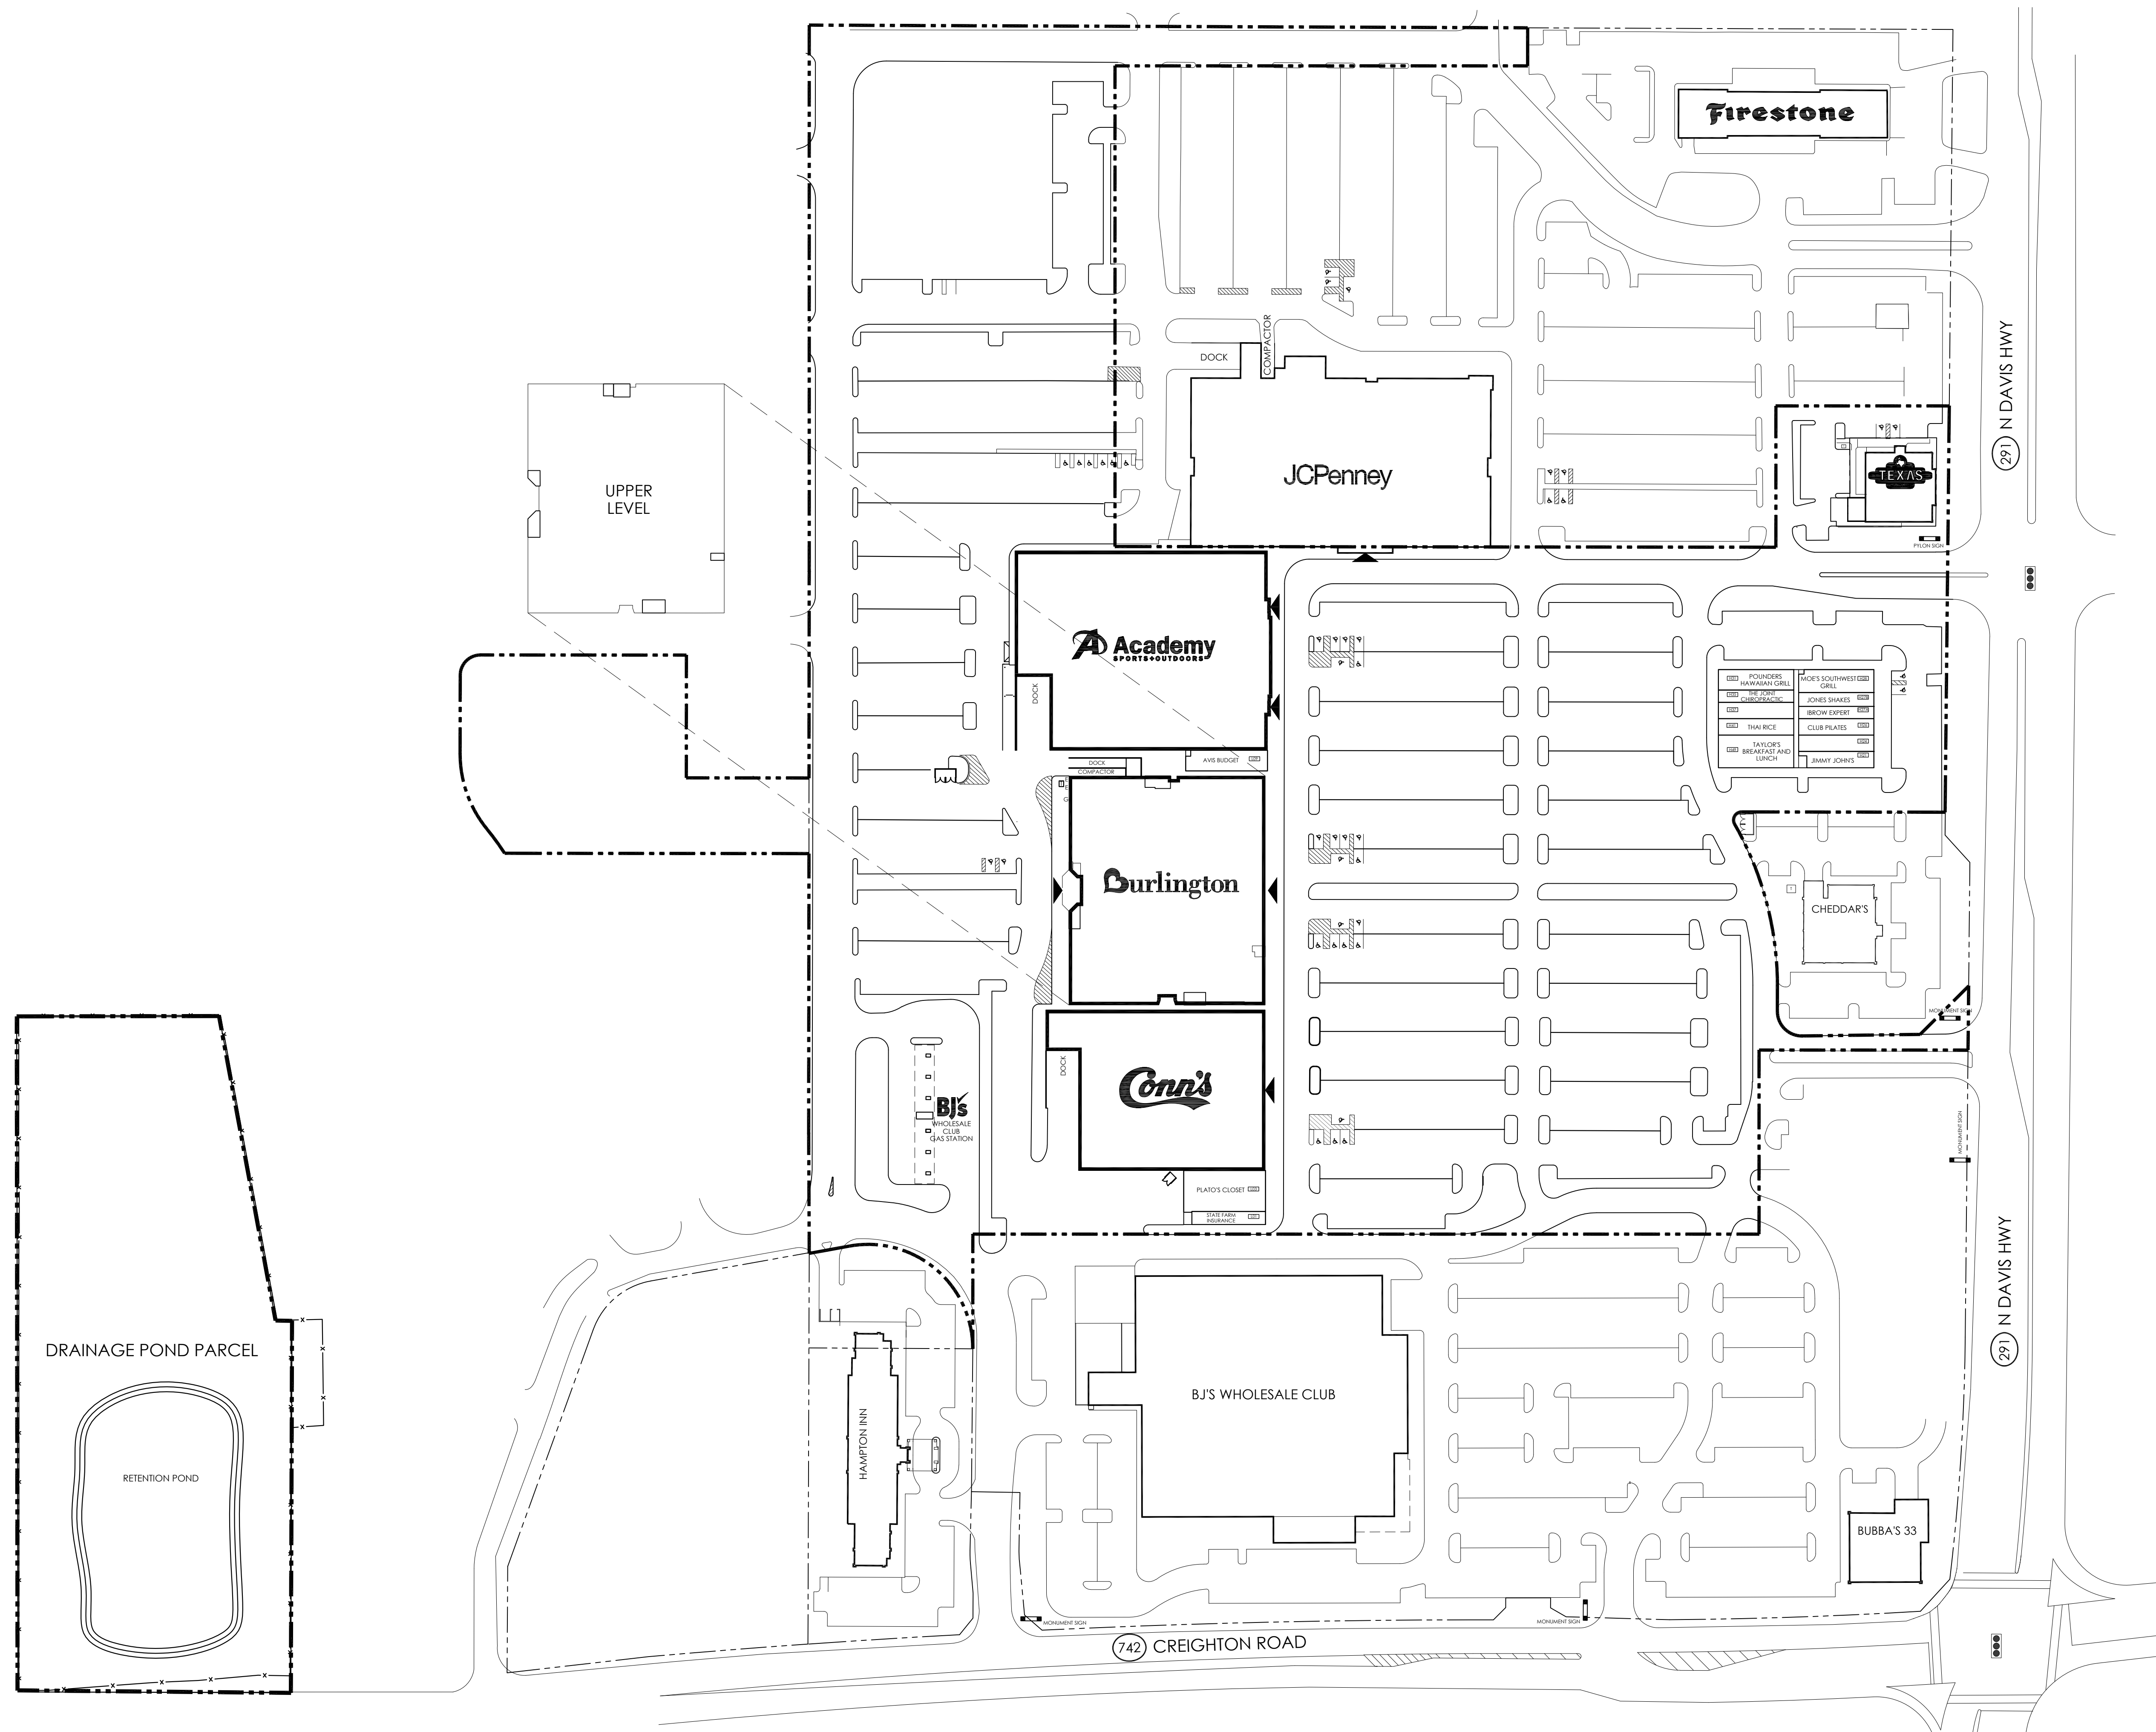 Firestone
COMPACTOR
DOCK
291 N DAVIS HWY
JCPenney
TEXAS
UPPER
LEVEL
PYLON SIGN
Academy
SPORTS+OUTDOORS
DOCK
POUNDERS
HAWAIIAN GRILL
THE JOINT
CHIROPRACTIC
THAI RICE
TAYLOR'S
BREAKFAST AND
LUNCH
MOE'S SOUTHWEST
GRILL
JONES SHAKES
IBROW EXPERT
CLUB PILATES
JIMMY JOHN'S
AVIS BUDGET
DOCK
COMPACTOR
Burlington
CHEDDAR'S
MONUMENT SIGN
DOCK
Conn's
BJ's
WHOLESALE
CLUB
GAS STATION
MONUMENT SIGN
PLATO'S CLOSET
STATE FARM
INSURANCE
291 N DAVIS HWY
DRAINAGE POND PARCEL
RETENTION POND
HAMPTON INN
BJ'S WHOLESALE CLUB
BUBBA'S 33
MONUMENT SIGN
MONUMENT SIGN
742 CREIGHTON ROAD